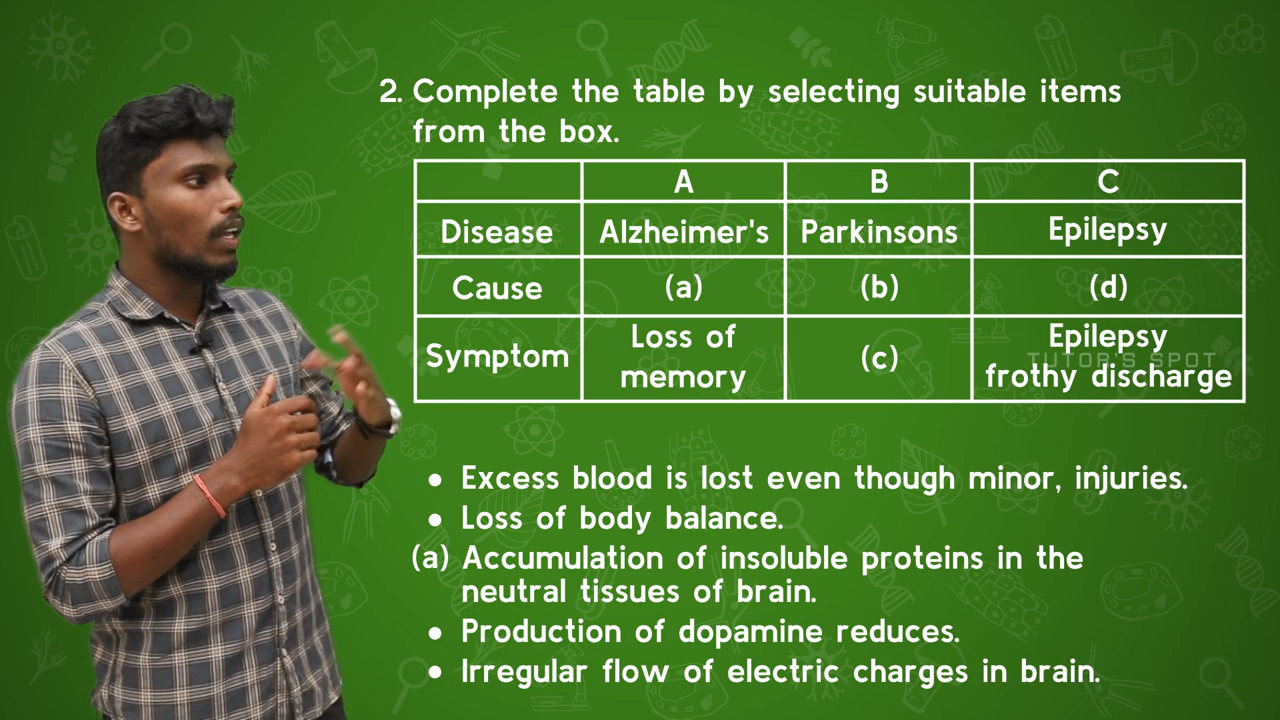 2. Complete the table by selecting suitable items
from the box.
A B C
Disease Alzheimer's Parkinsons Epilepsy
Cause (a) (b) (d)
Symptom Loss of memory (c) Epilepsy frothy discharge
TUTOR'S SPOT
• Excess blood is lost even though minor, injuries.
• Loss of body balance.
(a) Accumulation of insoluble proteins in the
neutral tissues of brain.
• Production of dopamine reduces.
• Irregular flow of electric charges in brain.